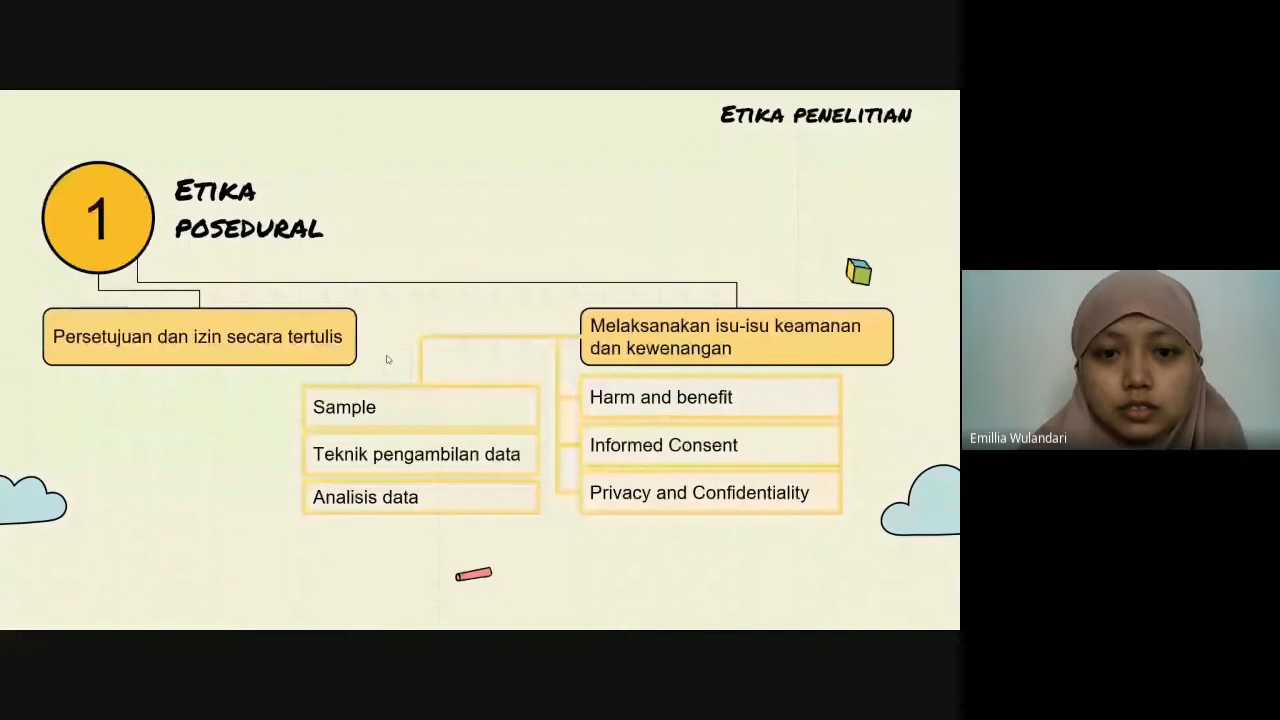 Etika penelitian
1
Etika
posedural
Persetujuan dan izin secara tertulis
Melaksanakan isu-isu keamanan
dan kewenangan
Sample
Teknik pengambilan data
Analisis data
Harm and benefit
Informed Consent
Privacy and Confidentiality
Emillia Wulandari